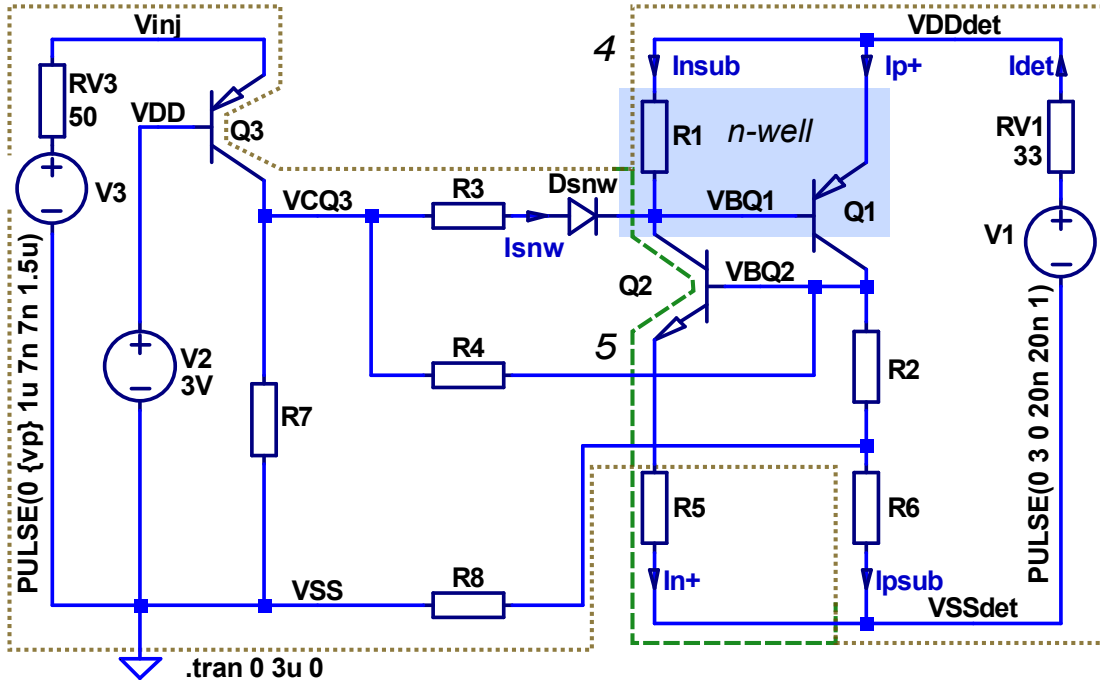 Vinj
VDDdet
4
RV3
50
VDD
Q3
Insub
Ip+
Idet
R1
n-well
RV1
33
V3
R3
Dsnw
VCQ3
VBQ1
Q1
V1
Isnw
Q2
VBQ2
5
V2
3V
R4
R2
R7
R5
R6
PULSE(0 {vp} 1u 7n 7n 1.5u)
PULSE(0 3 0 20n 20n 1)
VSS
R8
In+
Ipsub
VSSdet
.tran 0 3u 0